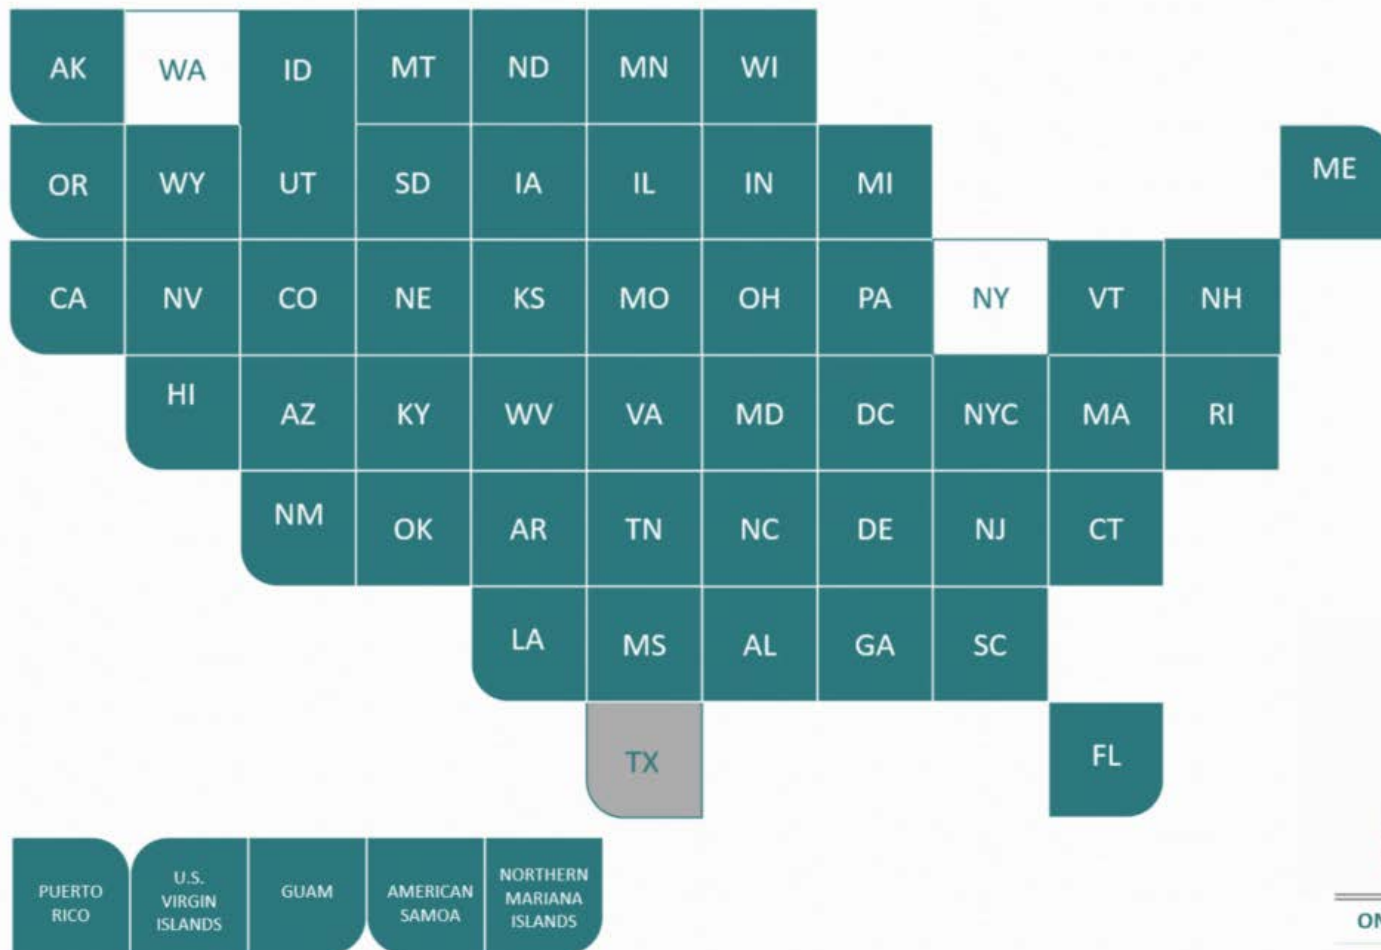 AK WA ID MT ND MN WI
OR WY UT SD IA IL IN MI ME
CA NV CO NE KS MO OH PA NY VT NH
HI AZ KY WV VA MD DC NYC MA RI
NM OK AR TN NC DE NJ CT
LA MS AL GA SC
TX FL
PUERTO
RICO
U.S.
VIRGIN
ISLANDS
GUAM
AMERICAN
SAMOA
NORTHERN
MARIANA
ISLANDS